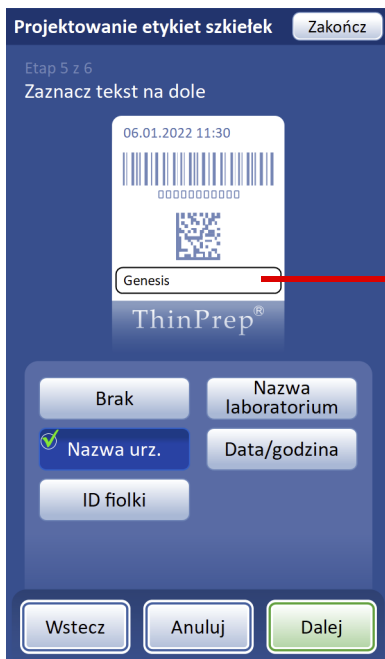 Projektowanie etykiet szkiełek
Zakończ
Etap 5 z 6
Zaznacz tekst na dole
06.01.2022 11:30
00000000000
Genesis
ThinPrep®
Brak
Nazwa
laboratorium
Nazwa urz.
Data/godzina
ID fiolki
Wstecz
Anuluj
Dalej